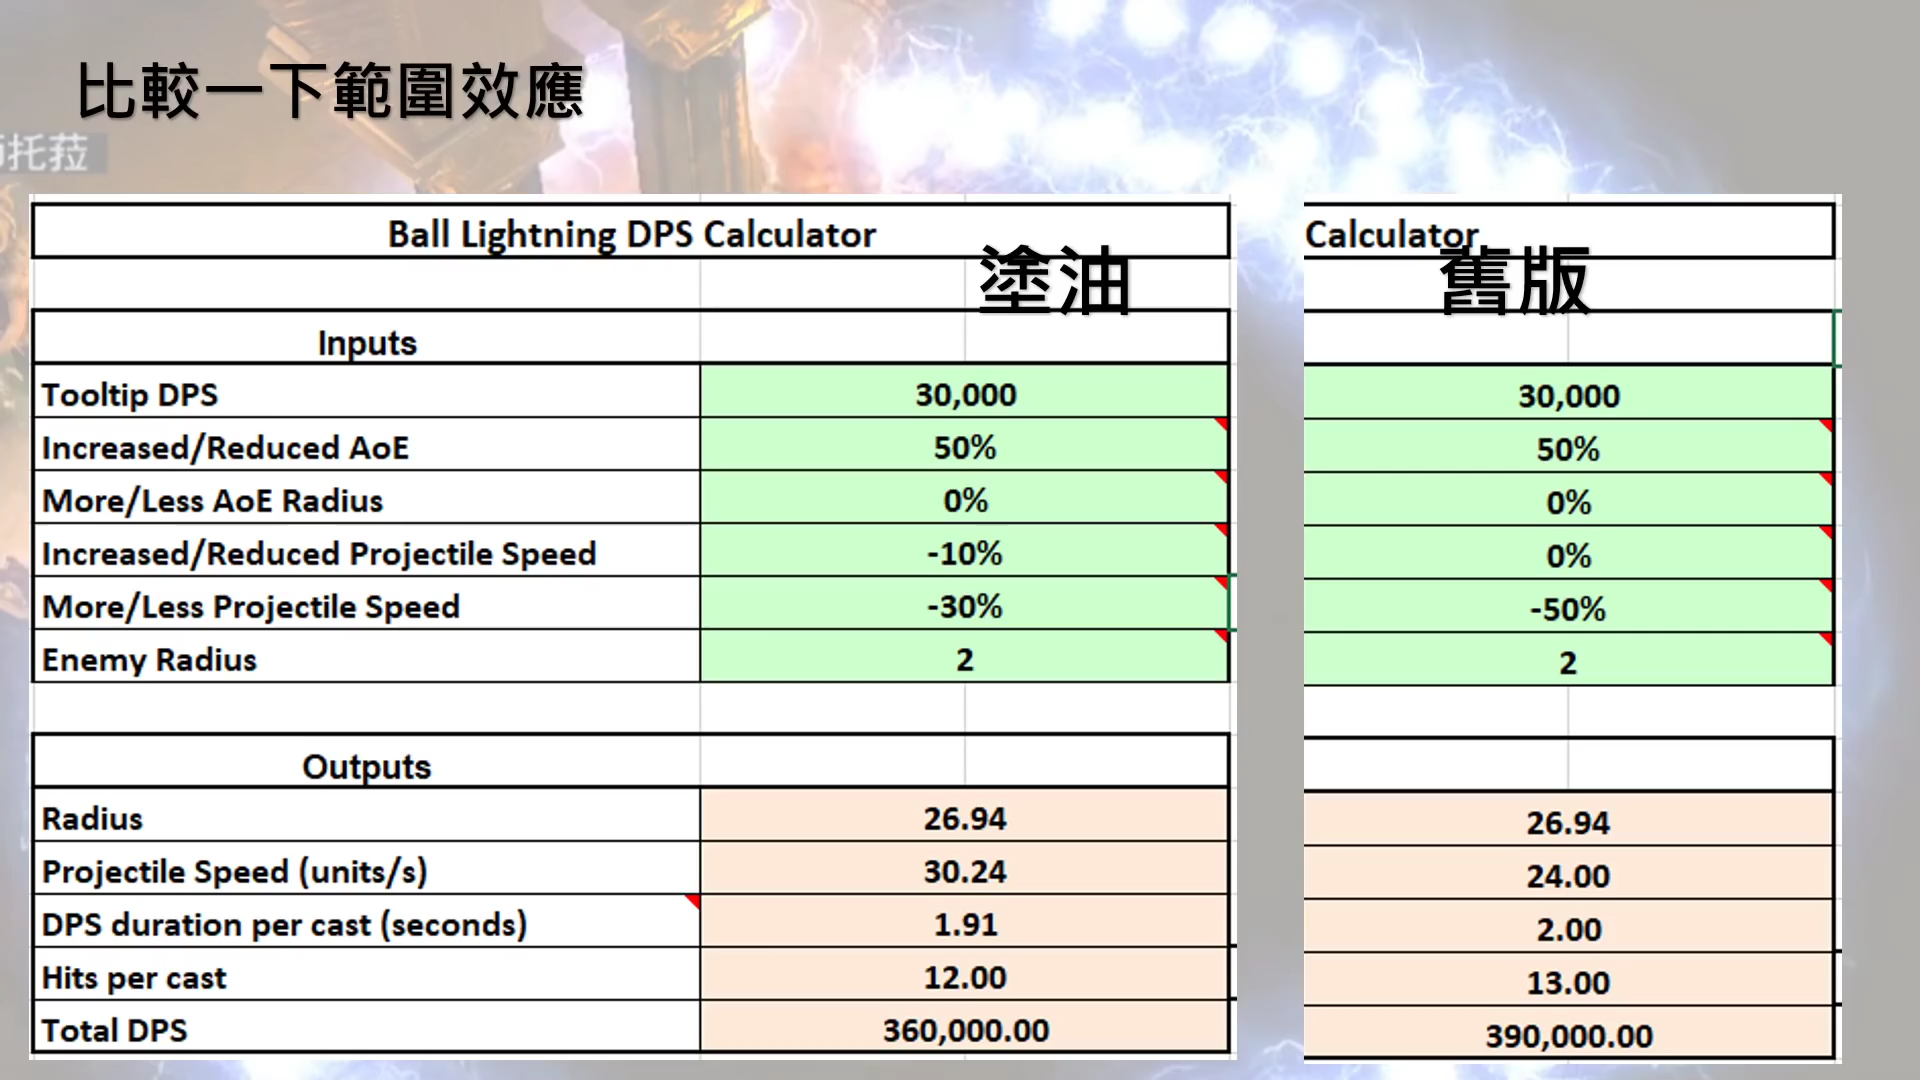 比較一下範圍效應
托菈
Ball Lightning DPS Calculator
塗油
Inputs
Tooltip DPS 30,000
Increased/Reduced AoE 50%
More/Less AoE Radius 0%
Increased/Reduced Projectile Speed -10%
More/Less Projectile Speed -30%
Enemy Radius 2
Outputs
Radius 26.94
Projectile Speed (units/s) 30.24
DPS duration per cast (seconds) 1.91
Hits per cast 12.00
Total DPS 360,000.00
Calculator
舊版
30,000
50%
0%
0%
-50%
2
26.94
24.00
2.00
13.00
390,000.00